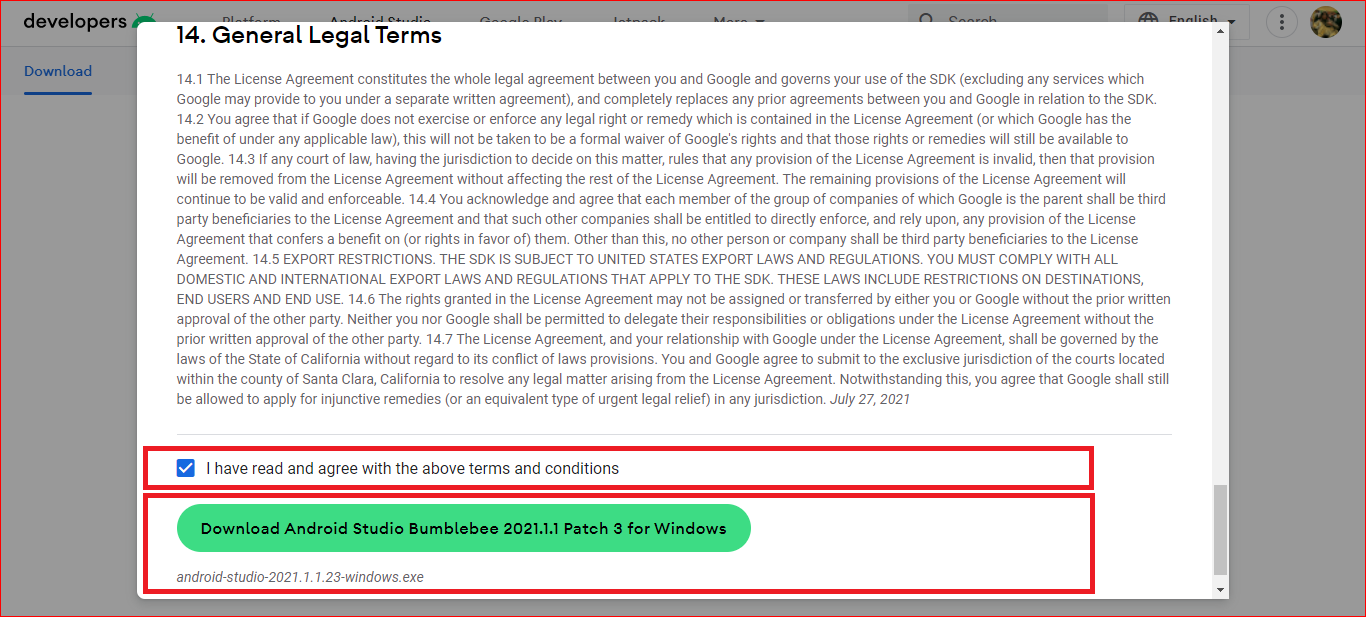 developers Platform Android Studio Google Play Jetpack More Search English
Download
14. General Legal Terms
14.1 The License Agreement constitutes the whole legal agreement between you and Google and governs your use of the SDK (excluding any services which
Google may provide to you under a separate written agreement), and completely replaces any prior agreements between you and Google in relation to the SDK.
14.2 You agree that if Google does not exercise or enforce any legal right or remedy which is contained in the License Agreement (or which Google has the
benefit of under any applicable law), this will not be taken to be a formal waiver of Google's rights and that those rights or remedies will still be available to
Google. 14.3 If any court of law, having the jurisdiction to decide on this matter, rules that any provision of the License Agreement is invalid, then that provision
will be removed from the License Agreement without affecting the rest of the License Agreement. The remaining provisions of the License Agreement will
continue to be valid and enforceable. 14.4 You acknowledge and agree that each member of the group of companies of which Google is the parent shall be third
party beneficiaries to the License Agreement and that such other companies shall be entitled to directly enforce, and rely upon, any provision of the License
Agreement that confers a benefit on (or rights in favor of) them. Other than this, no other person or company shall be third party beneficiaries to the License
Agreement. 14.5 EXPORT RESTRICTIONS. THE SDK IS SUBJECT TO UNITED STATES EXPORT LAWS AND REGULATIONS. YOU MUST COMPLY WITH ALL
DOMESTIC AND INTERNATIONAL EXPORT LAWS AND REGULATIONS THAT APPLY TO THE SDK. THESE LAWS INCLUDE RESTRICTIONS ON DESTINATIONS,
END USERS AND END USE. 14.6 The rights granted in the License Agreement may not be assigned or transferred by either you or Google without the prior written
approval of the other party. Neither you nor Google shall be permitted to delegate their responsibilities or obligations under the License Agreement without the
prior written approval of the other party. 14.7 The License Agreement, and your relationship with Google under the License Agreement, shall be governed by the
laws of the State of California without regard to its conflict of laws provisions. You and Google agree to submit to the exclusive jurisdiction of the courts located
within the county of Santa Clara, California to resolve any legal matter arising from the License Agreement. Notwithstanding this, you agree that Google shall still
be allowed to apply for injunctive remedies (or an equivalent type of urgent legal relief) in any jurisdiction. July 27, 2021
I have read and agree with the above terms and conditions
Download Android Studio Bumblebee 2021.1.1 Patch 3 for Windows
android-studio-2021.1.1.23-windows.exe